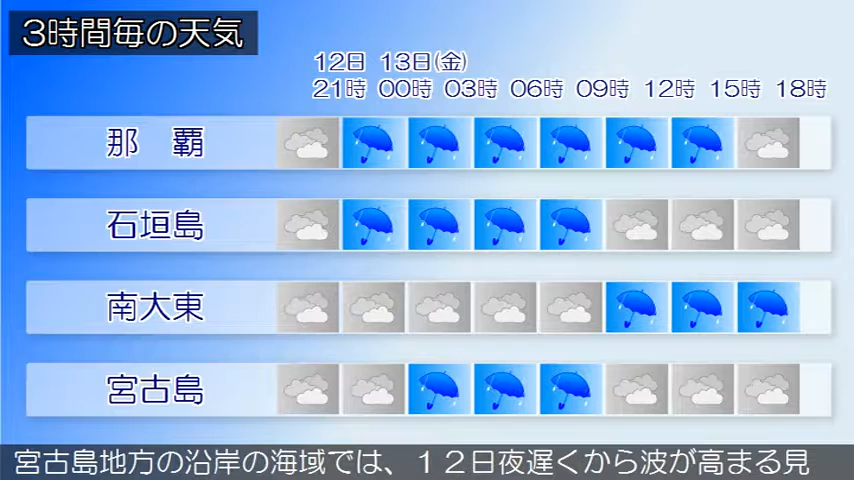 3時間毎の天気
12日 13日(金)
21時 00時 03時 06時 09時 12時 15時 18時
那 覇
石垣島
南大東
宮古島
宮古島地方の沿岸の海域では、１２日夜遅くから波が高まる見